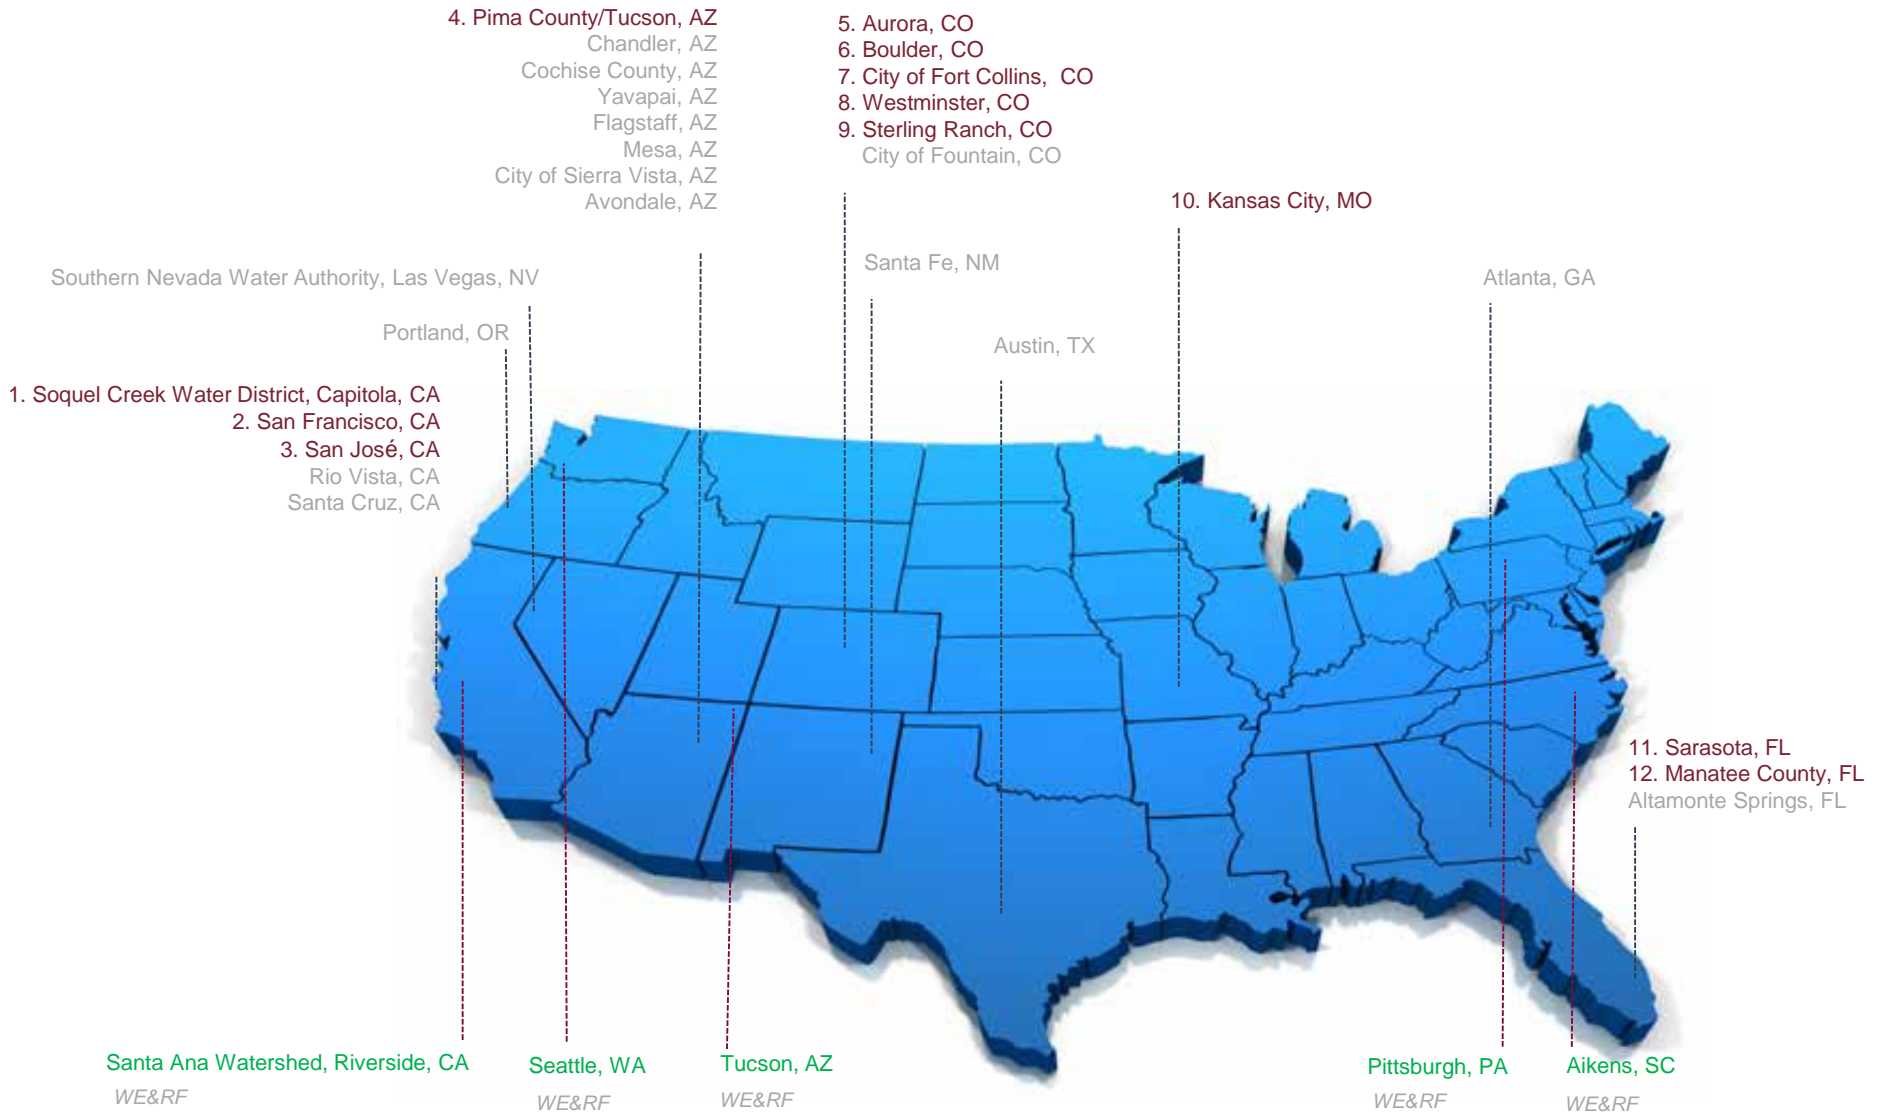 4. Pima County/Tucson, AZ
Chandler, AZ
Cochise County, AZ
Yavapai, AZ
Flagstaff, AZ
Mesa, AZ
City of Sierra Vista, AZ
Avondale, AZ
5. Aurora, CO
6. Boulder, CO
7. City of Fort Collins, CO
8. Westminster, CO
9. Sterling Ranch, CO
City of Fountain, CO
10. Kansas City, MO
Southern Nevada Water Authority, Las Vegas, NV
Santa Fe, NM
Atlanta, GA
Portland, OR
Austin, TX
1. Soquel Creek Water District, Capitola, CA
2. San Francisco, CA
3. San José, CA
Rio Vista, CA
Santa Cruz, CA
11. Sarasota, FL
12. Manatee County, FL
Altamonte Springs, FL
Santa Ana Watershed, Riverside, CA
WE&RF
Seattle, WA
WE&RF
Tucson, AZ
WE&RF
Pittsburgh, PA
WE&RF
Aikens, SC
WE&RF